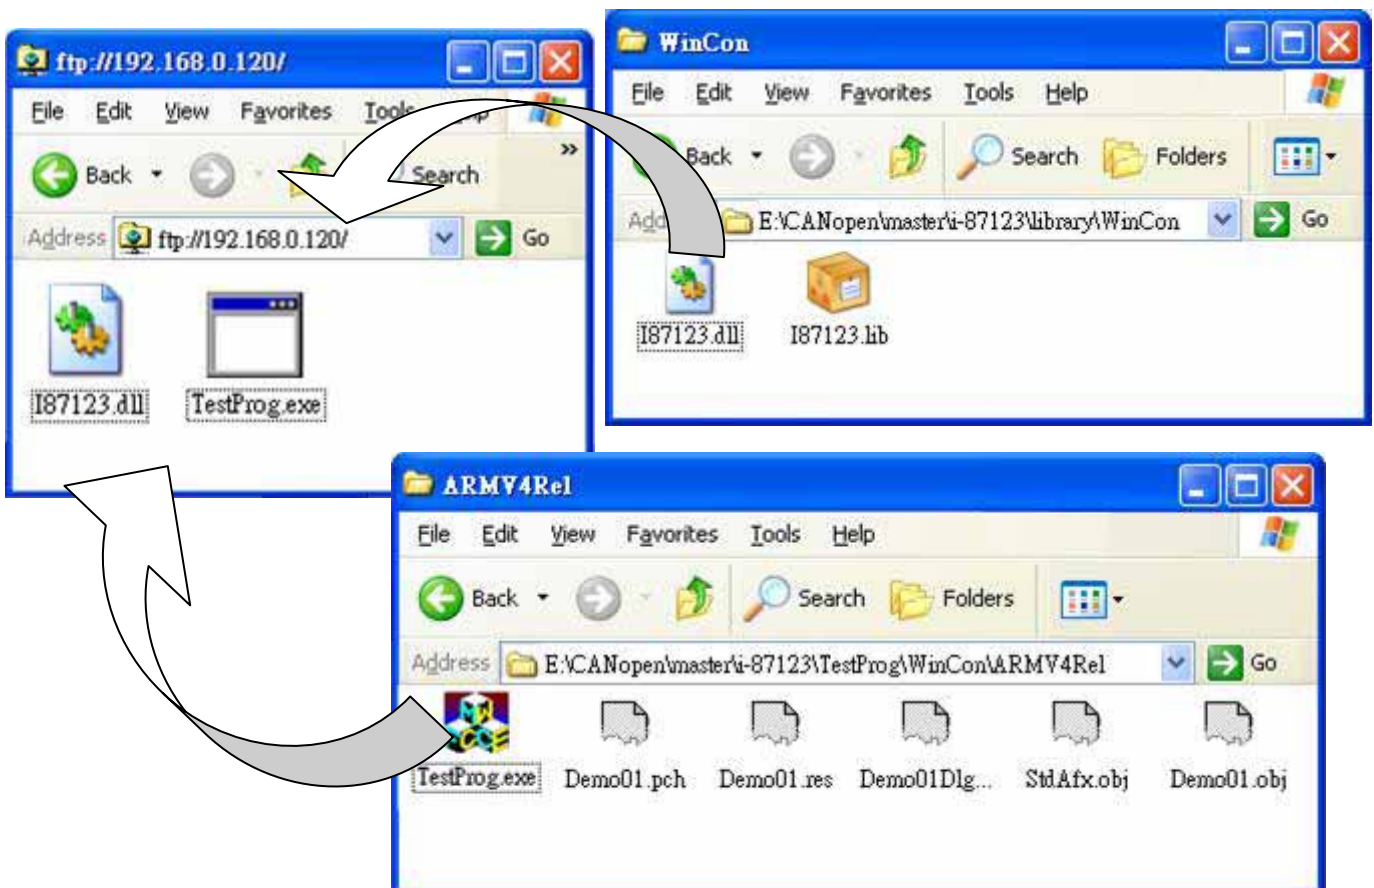 ftp://192.168.0.120/
File Edit View Favorites Tools
Back Search »
Address ftp://192.168.0.120/ Go
I87123.dll TestProg.exe
WinCon
File Edit View Favorites Tools Help
Back Search Folders
E:\CANopen\master\i-87123\library\WinCon Go
I87123.dll I87123.lib
ARMV4Rel
File Edit View Favorites Tools Help
Back Search Folders
Address E:\CANopen\master\i-87123\TestProg\WinCon\ARMV4Rel Go
TestProg.exe Demo01.pch Demo01.res Demo01Dlg... StdAfx.obj Demo01.obj